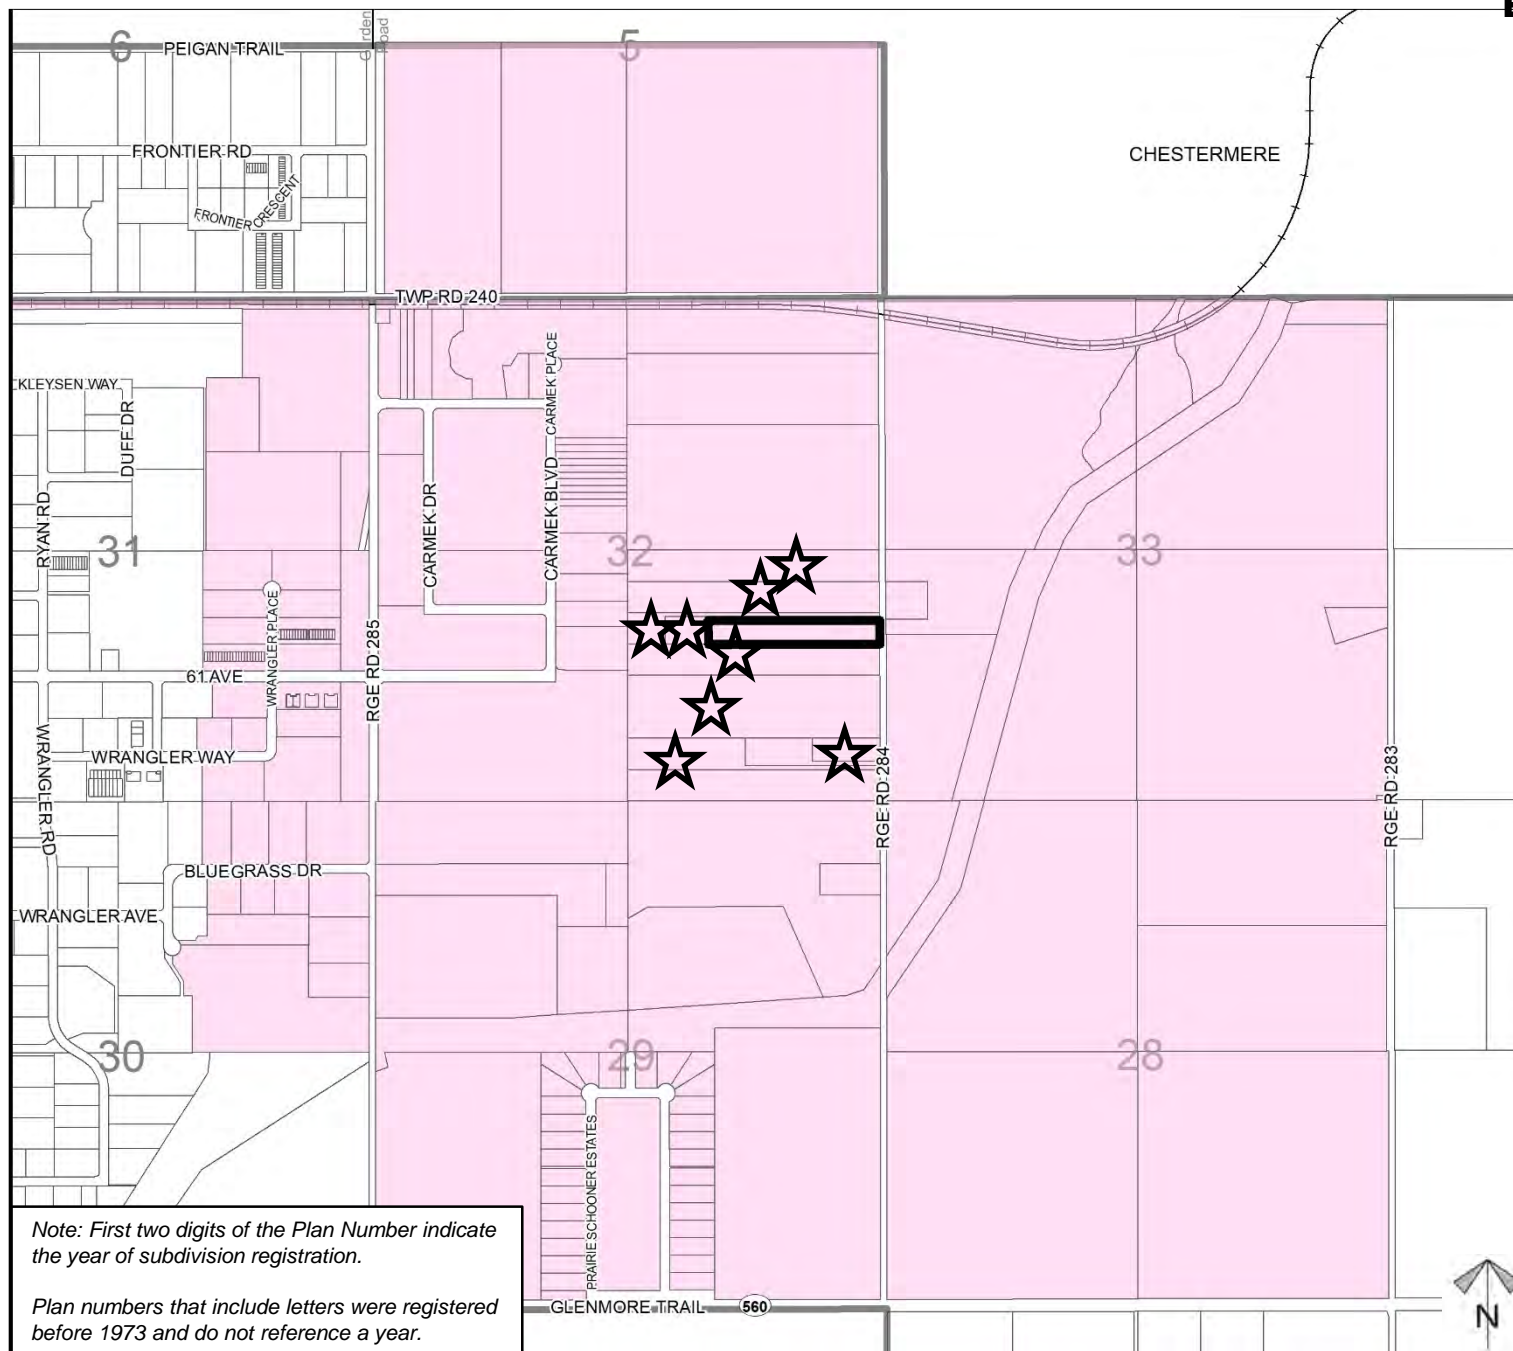 Garden
Road
6
PEIGAN TRAIL
5
FRONTIER RD
CHESTERMERE
FRONTIER CRESCENT
TWP RD 240
KLEYSEN WAY
DUFF DR
CARMEK PLACE
RYAN RD
CARMEK DR
CARMEK BLVD
31
32
33
WRANGLER PLACE
RGE RD 285
61 AVE
WRANGLER RD
WRANGLER WAY
RGE RD 284
RGE RD 283
BLUEGRASS DR
WRANGLER AVE
30
29
28
PRAIRIE SCHOONER ESTATES
Note: First two digits of the Plan Number indicate
the year of subdivision registration.
Plan numbers that include letters were registered
before 1973 and do not reference a year.
GLENMORE TRAIL
560
N